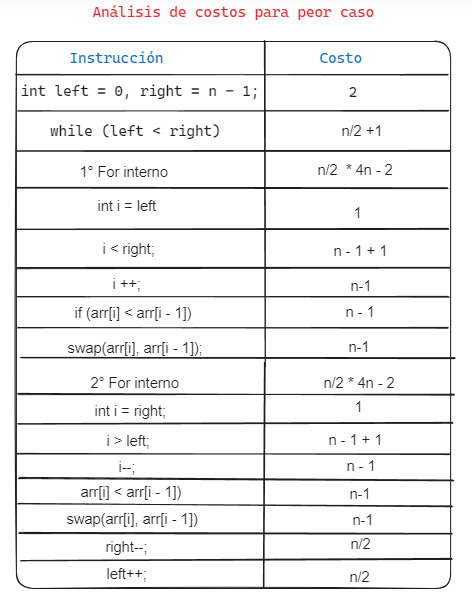 Análisis de costos para peor caso
Instrucción Costo
int left = 0, right = n - 1; 2
while (left < right) n/2 +1
1° For interno n/2 * 4n - 2
int i = left 1
i < right; n - 1 + 1
i ++; n-1
if (arr[i] < arr[i - 1]) n - 1
swap(arr[i], arr[i - 1]); n-1
2° For interno n/2 * 4n - 2
int i = right; 1
i > left; n - 1 + 1
i--; n - 1
arr[i] < arr[i - 1]) n-1
swap(arr[i], arr[i - 1]) n-1
right--; n/2
left++; n/2